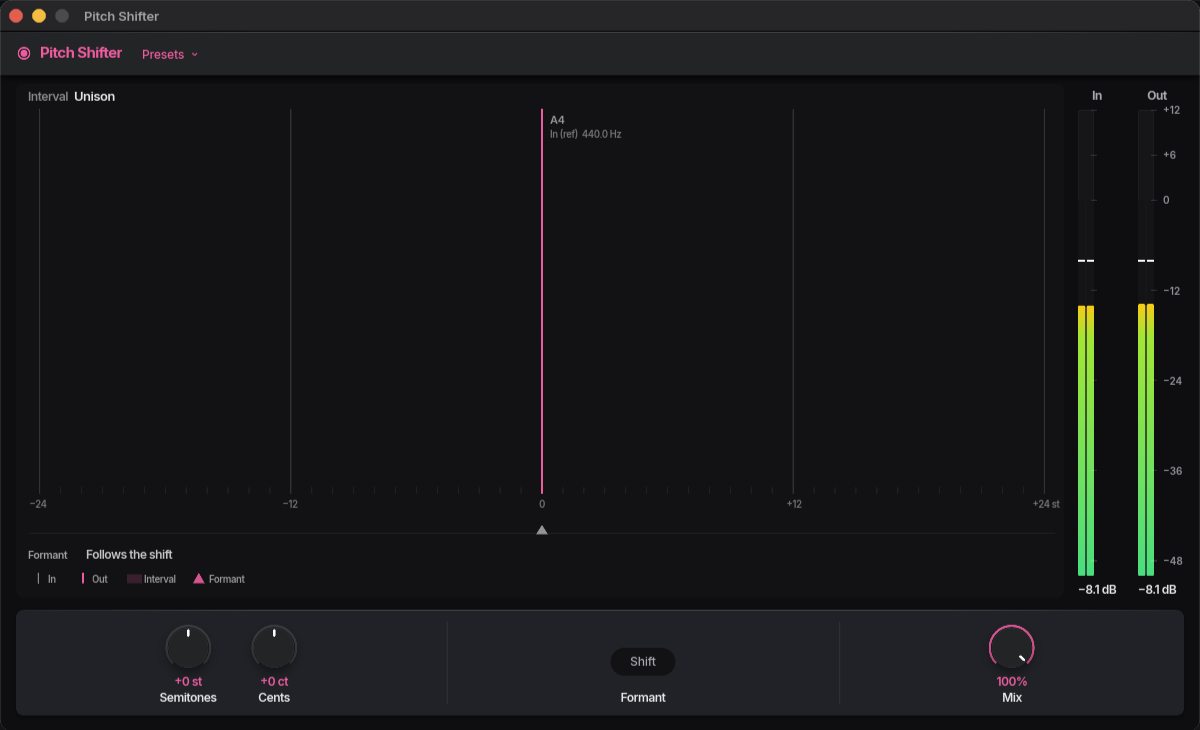 Pitch Shifter
Pitch Shifter Presets
Interval Unison
In Out
A4
In (ref) 440.0 Hz
+12
+6
0
−12
−24
−36
−48
−24 −12 0 +12 +24 st
Formant Follows the shift
In Out Interval Formant
−8.1 dB −8.1 dB
+0 st +0 ct
Semitones Cents
Shift
Formant
100%
Mix